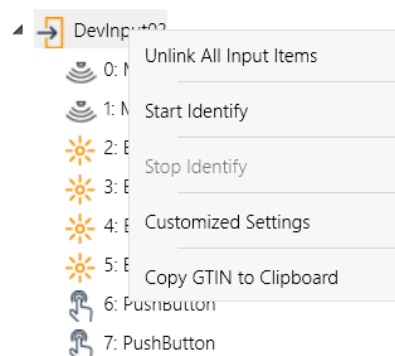 DevInput02
Unlink All Input Items
0:
1:
Start Identify
2:
Stop Identify
3:
4:
Customized Settings
5:
Copy GTIN to Clipboard
6: PushButton
7: PushButton